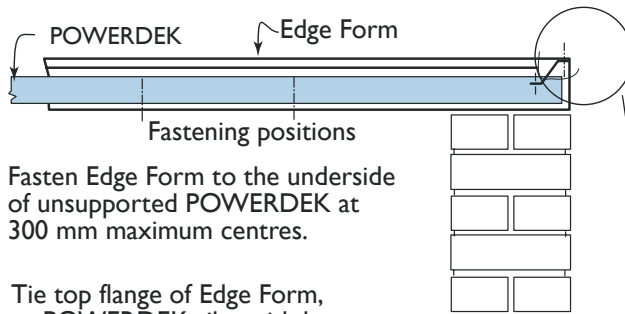 POWERDEK
Edge Form
Fastening positions
Fasten Edge Form to the underside
of unsupported POWERDEK at
300 mm maximum centres.
Tie top flange of Edge Form,
POWERDEK